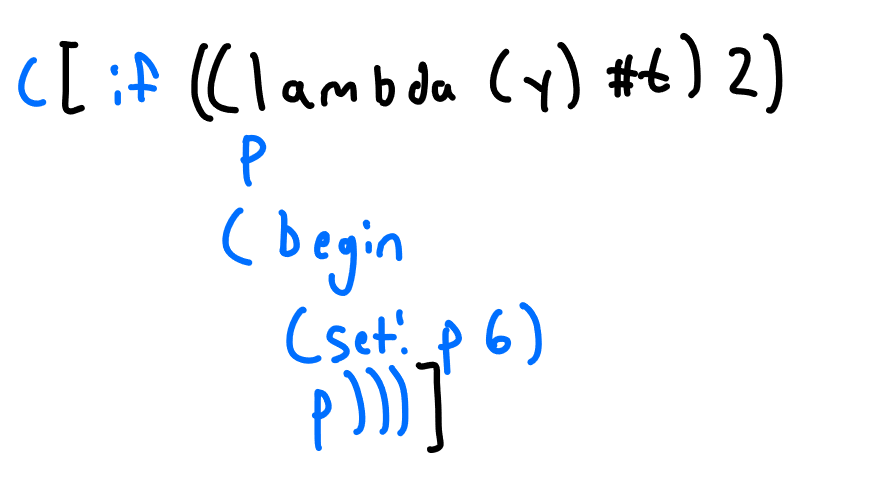 ([ if ((lambda (y) #t) 2)
p
(begin
(set! p 6)
p)))]